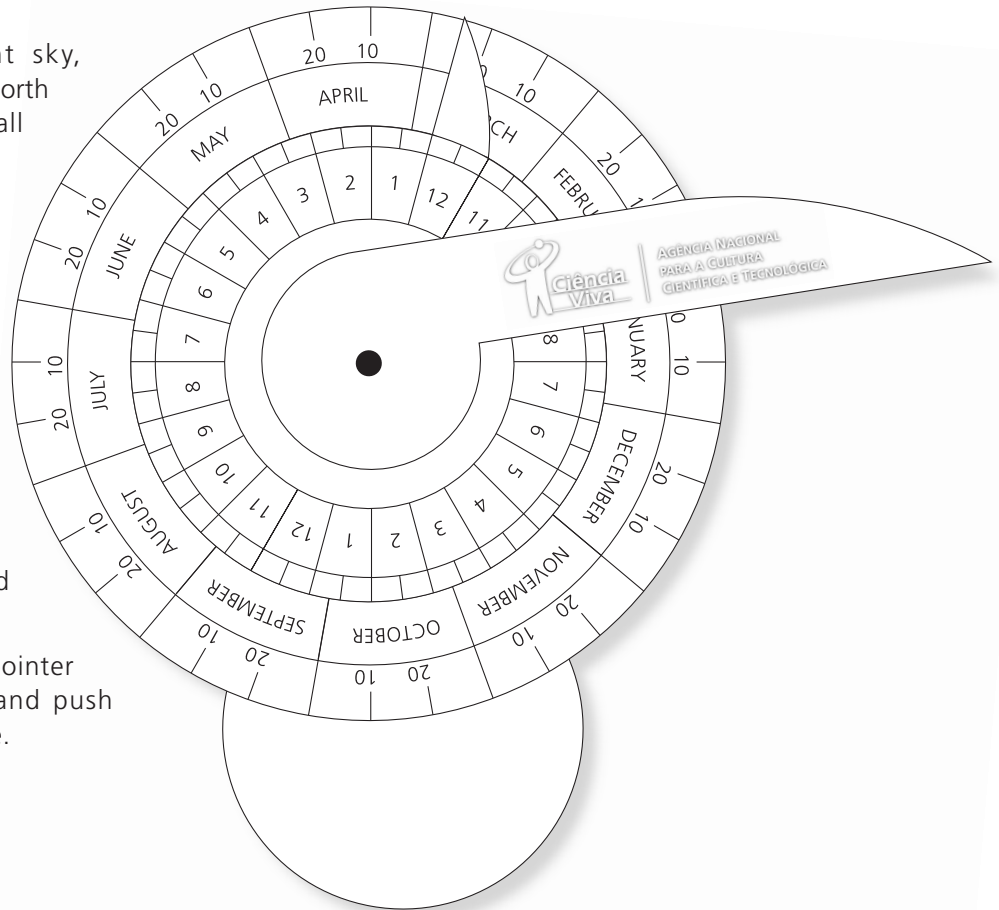 t sky,
orth
all
d
ointer
and push
e.
20 10
APRIL
20 10
MAY
10 20
JUNE
10 20
JULY
10 20
AUGUST
10 20
SEPTEMBER
10 20
OCTOBER
10 20
NOVEMBER
10 20
DECEMBER
10
NUARY
20
FEBRU
10
RCH
1 2 3 4 5 6 7 8 9 10 11 12
1 2 3 4 5 6 7 8
11 12
Ciência
Viva
AGÊNCIA NACIONAL
PARA A CULTURA
CIENTÍFICA E TECNOLÓGICA